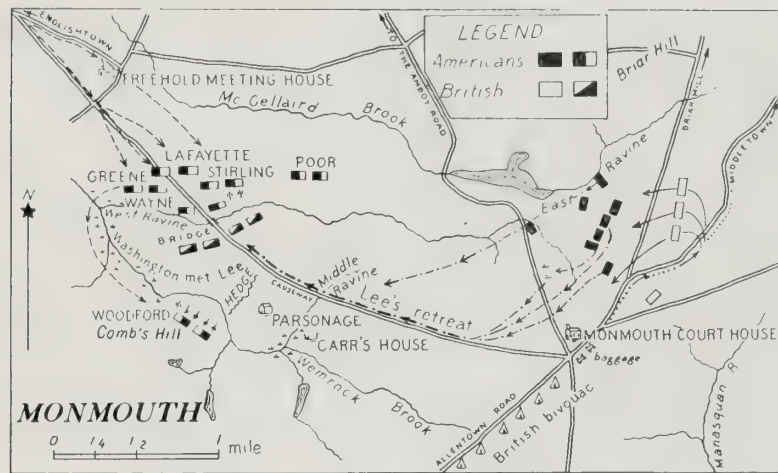 ENGLISHTOWN
FREEHOLD MEETING HOUSE
Mc Gellaird Brook
TO THE AMBOY ROAD
LEGEND
Americans
British
Briar Hill
BRIAR HILL
MIDDLETOWN
LAFAYETTE
STIRLING
POOR
GREENE
WAYNE
East Ravine
N
West Ravine
BRIDGE
Washington met Lee
HEDGE
CAUSEWAY
Middle Ravine
Lee's retreat
WOODFORD
Comb's Hill
PARSONAGE
CARR'S HOUSE
MONMOUTH COURT HOUSE
baggage
Wemrock Brook
ALLENTOWN ROAD
British bivouac
Manasquan R
MONMOUTH
0 1/4 1/2 1 mile